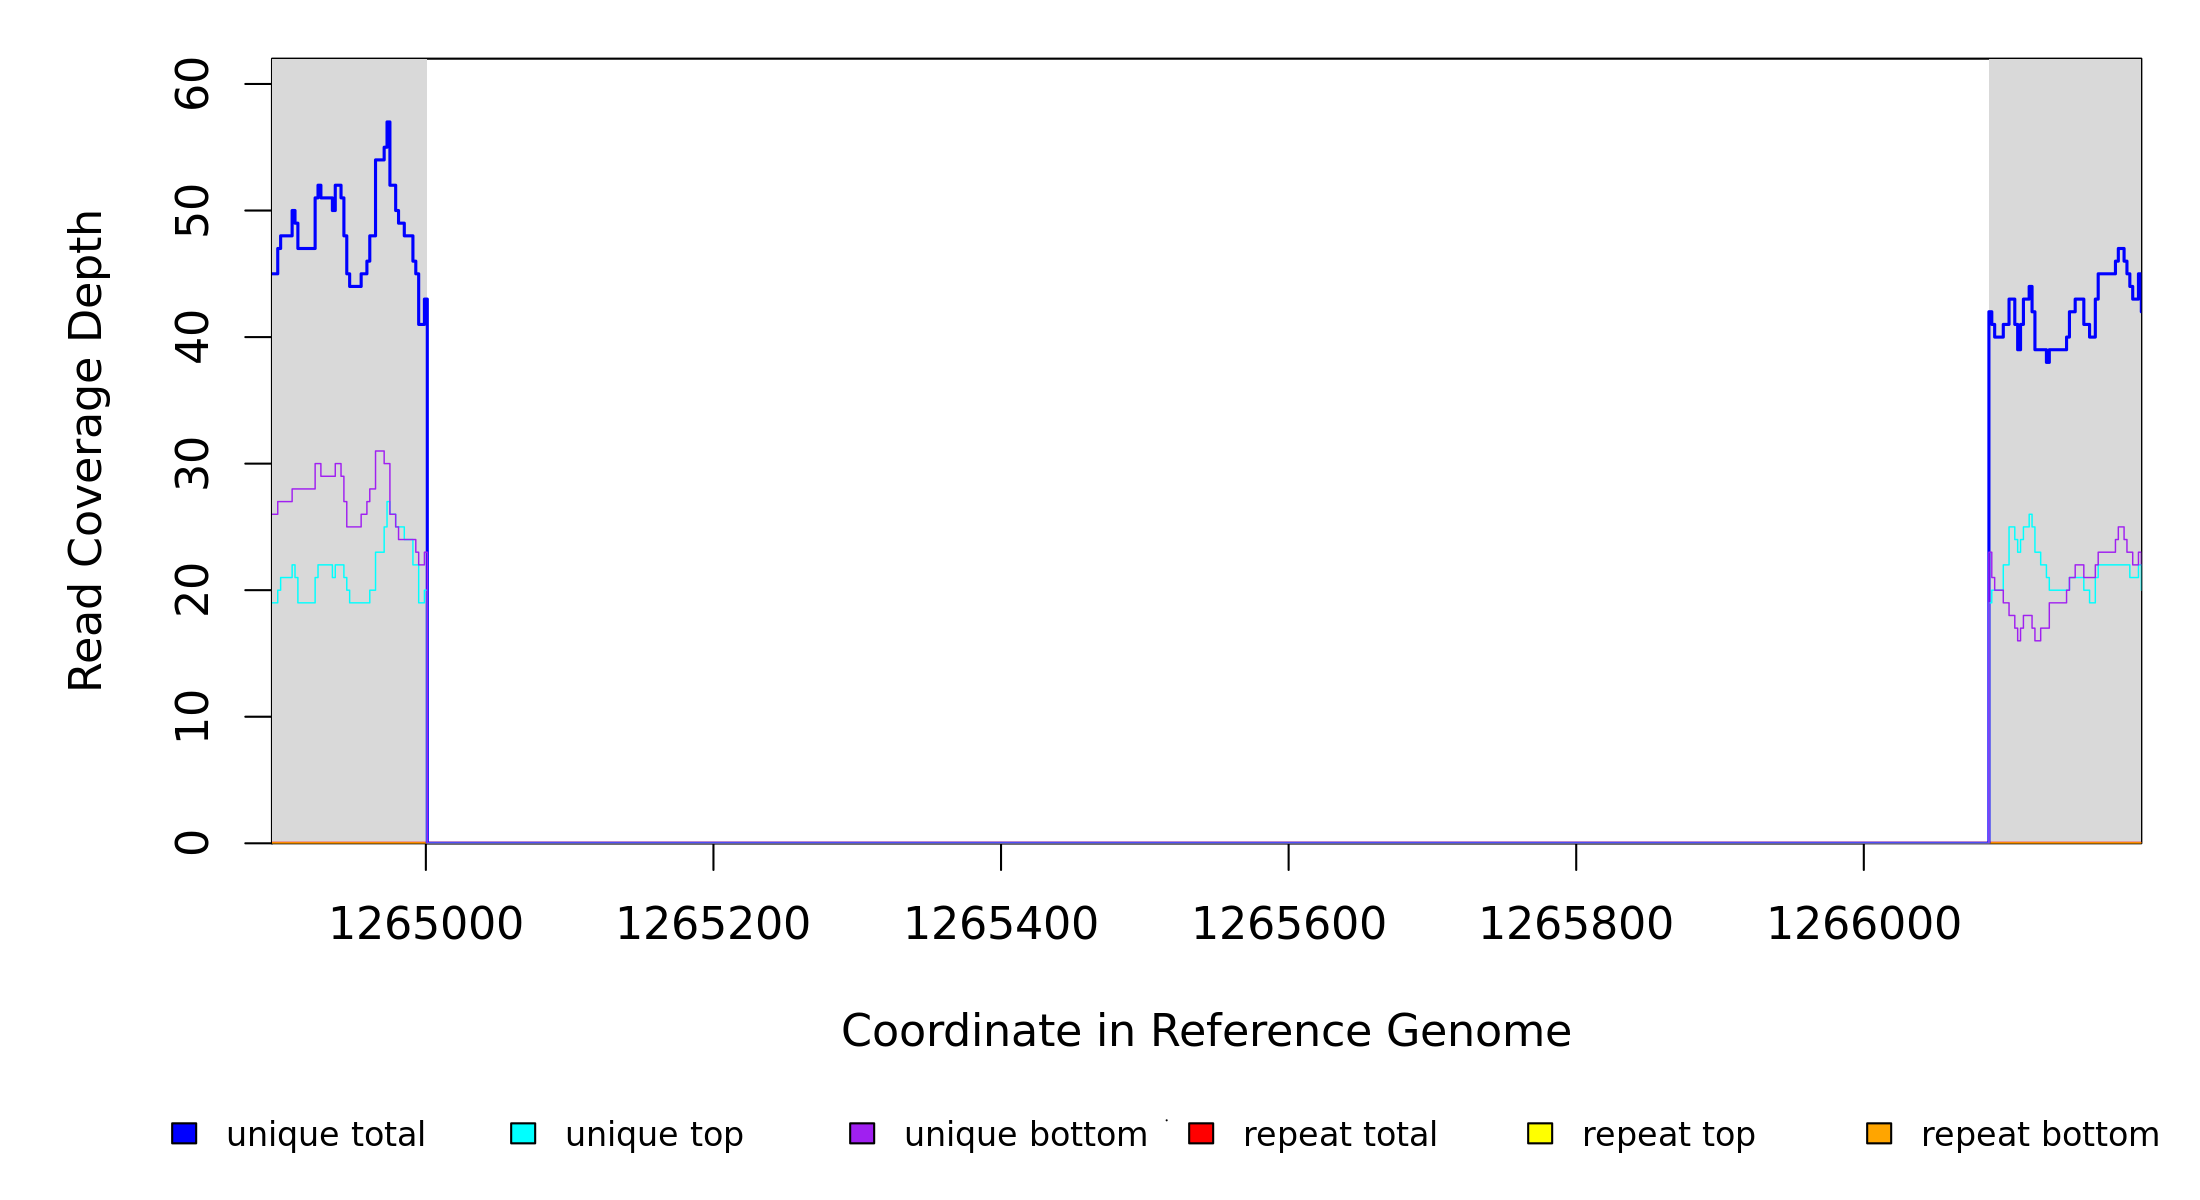 Read Coverage Depth
60
50
40
30
20
10
0
1265000 1265200 1265400 1265600 1265800 1266000
Coordinate in Reference Genome
unique total unique top unique bottom repeat total repeat top repeat bottom